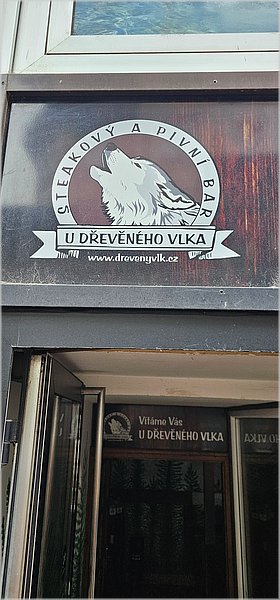 STEAKOVÝ A PIVNÍ BAR
U DŘEVĚNÉHO VLKA
www.drevenyvlk.cz
Vítáme Vás
U DŘEVĚNÉHO VLKA